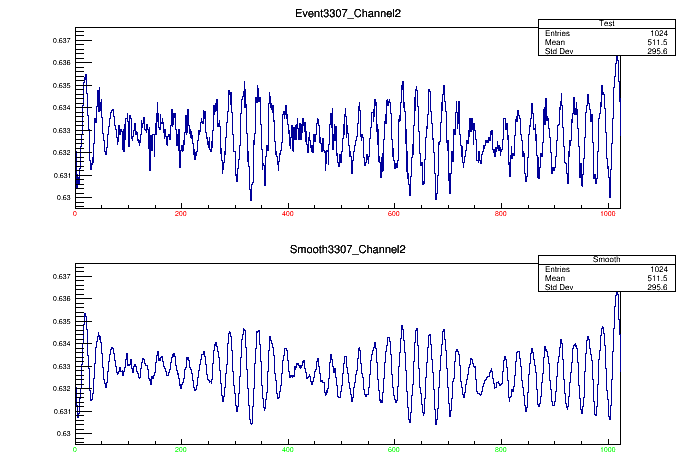 Event3307_Channel2
Test
Entries 1024
Mean 511.5
Std Dev 295.6
0.637
0.636
0.635
0.634
0.633
0.632
0.631
0.63
0 200 400 600 800 1000
Smooth3307_Channel2
Smooth
Entries 1024
Mean 511.5
Std Dev 295.6
0.637
0.636
0.635
0.634
0.633
0.632
0.631
0.63
0 200 400 600 800 1000